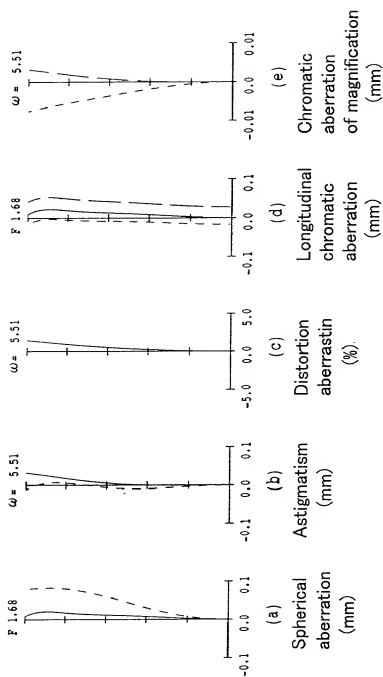 F 1.68
-0.1 0.0 0.1
(a)
Spherical
aberration
(mm)
ω= 5.51
-0.1 0.0 0.1
(b)
Astigmatism
(mm)
ω= 5.51
-5.0 0.0 5.0
(c)
Distortion
aberrastin
(%).
F 1.68
-0.1 0.0 0.1
(d)
Longitudinal
chromatic
aberration
(mm)
ω= 5.51
-0.01 0.0 0.01
(e)
Chromatic
aberration
of magnification
(mm)